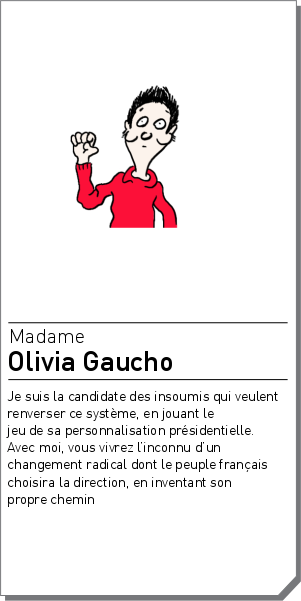 Madame
Olivia Gaucho
Je suis la candidate des insoumis qui veulent
renverser ce système, en jouant le
jeu de sa personnalisation présidentielle.
Avec moi, vous vivrez l'inconnu d'un
changement radical dont le peuple français
choisira la direction, en inventant son
propre chemin